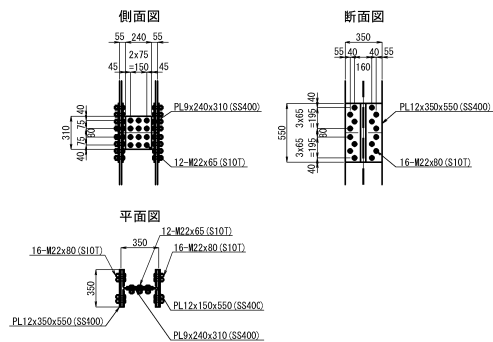 側面図
55 240 55
2x75
45 =150 45
310
40
75
80
75
40
PL9x240x310(SS400)
12-M22x65(S10T)
断面図
350
55 40 40 55
160
550
40
3x65
=195
80
3x65
=195
40
PL12x350x550(SS400)
16-M22x80(S10T)
平面図
12-M22x65(S10T)
16-M22x80(S10T)
350
16-M22x80(S10T)
350
PL12x150x550(SS40C)
PL12x350x550(SS400)
PL9x240x310(SS400)